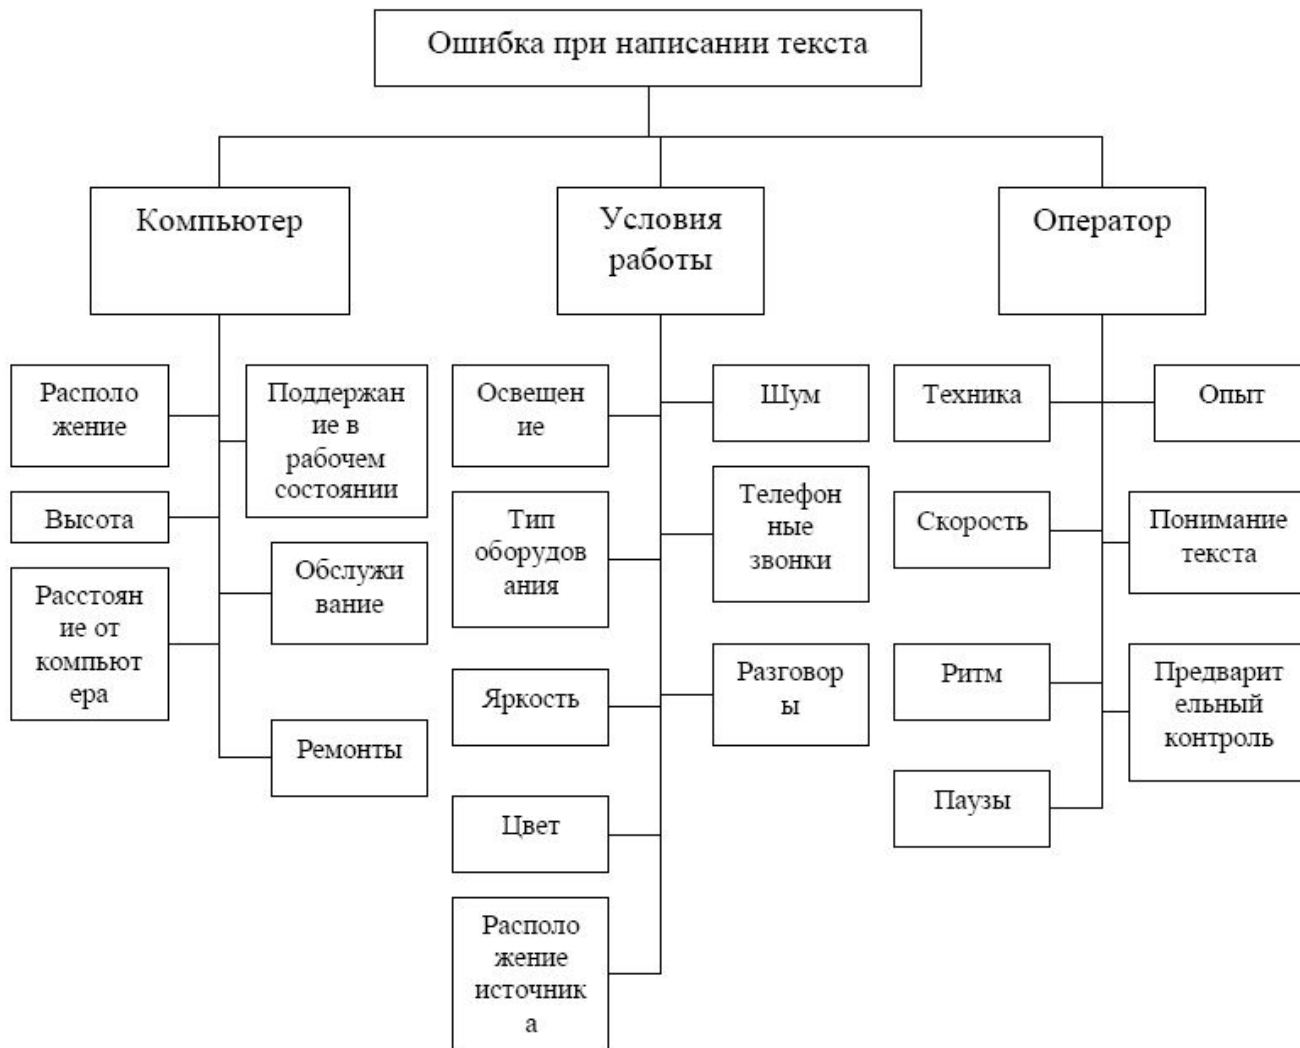 Ошибка при написании текста
Компьютер
Условия
работы
Оператор
Располо
жение
Поддержан
ие в
рабочем
состоянии
Высота
Обслужи
вание
Расстоян
ие от
компьют
ера
Ремонты
Освещен
ие
Шум
Тип
оборудов
ания
Телефон
ные
звонки
Яркость
Разговор
ы
Цвет
Располо
жение
источник
а
Техника
Опыт
Скорость
Понимание
текста
Ритм
Предварит
ельный
контроль
Паузы